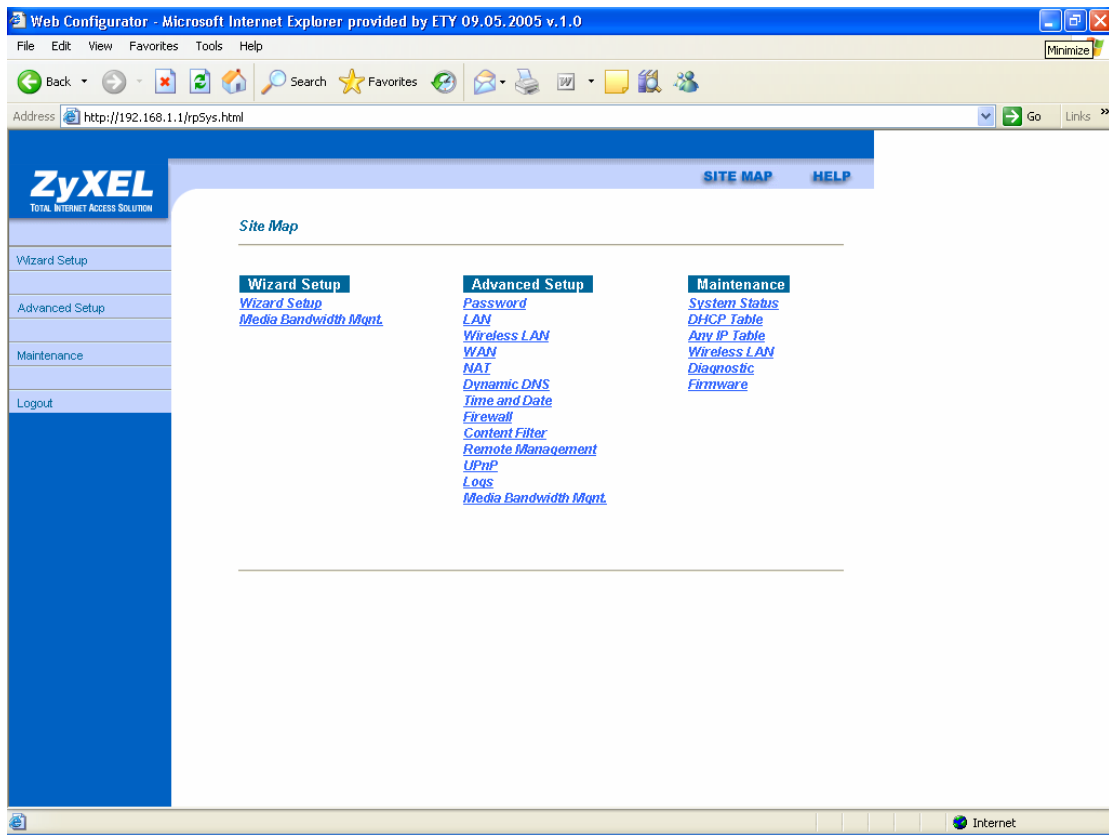 Web Configurator - Microsoft Internet Explorer provided by ETY 09.05.2005 v.1.0
File Edit View Favorites Tools Help
Minimize
Back Search Favorites
Address http://192.168.1.1/rpSys.html Go Links »
ZyXEL
TOTAL INTERNET ACCESS SOLUTION
SITE MAP HELP
Wizard Setup
Advanced Setup
Maintenance
Logout
Site Map
Wizard Setup
Wizard Setup
Media Bandwidth Mgnt.
Advanced Setup
Password
LAN
Wireless LAN
WAN
NAT
Dynamic DNS
Time and Date
Firewall
Content Filter
Remote Management
UPnP
Logs
Media Bandwidth Mgnt.
Maintenance
System Status
DHCP Table
Any IP Table
Wireless LAN
Diagnostic
Firmware
Internet